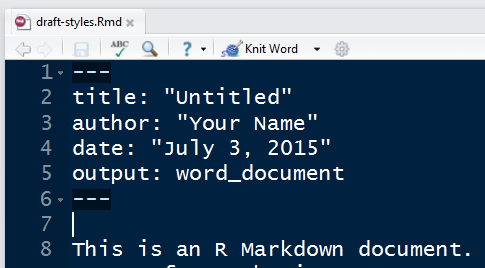 draft-styles.Rmd
ABC
? Knit Word
1 ---
2 title: "Untitled"
3 author: "Your Name"
4 date: "July 3, 2015"
5 output: word_document
6 ---
7
8 This is an R Markdown document.